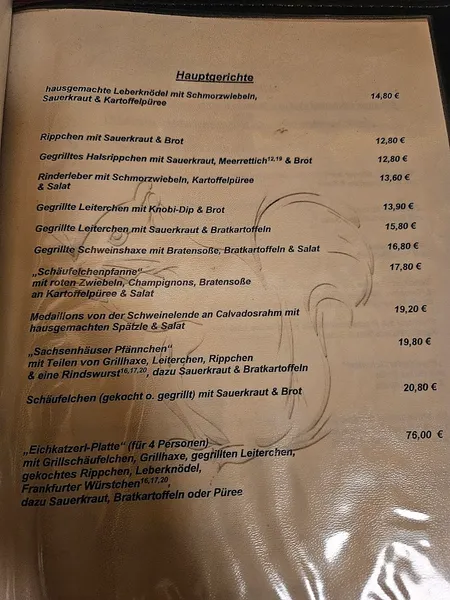 Hauptgerichte
hausgemachte Leberknödel mit Schmorzwiebeln,
Sauerkraut & Kartoffelpüree 14,80 €
Rippchen mit Sauerkraut & Brot 12,80 €
Gegrilltes Halsrippchen mit Sauerkraut, Meerrettich12,19 & Brot 12,80 €
Rinderleber mit Schmorzwiebeln, Kartoffelpüree 13,60 €
& Salat
Gegrillte Leiterchen mit Knobi-Dip & Brot 13,90 €
Gegrillte Leiterchen mit Sauerkraut & Bratkartoffeln 15,80 €
Gegrillte Schweinshaxe mit Bratensoße, Bratkartoffeln & Salat 16,80 €
„Schäufelchenpfanne“ 17,80 €
mit roten Zwiebeln, Champignons, Bratensoße
an Kartoffelpüree & Salat
Medaillons von der Schweinelende an Calvadosrahm mit 19,20 €
hausgemachten Spätzle & Salat
„Sachsenhäuser Pfännchen“ 19,80 €
mit Teilen von Grillhaxe, Leiterchen, Rippchen
& eine Rindswurst16,17,20, dazu Sauerkraut & Bratkartoffeln
Schäufelchen (gekocht o. gegrillt) mit Sauerkraut & Brot 20,80 €
„Eichkatzerl-Platte“ (für 4 Personen) 76,00 €
mit Grillschäufelchen, Grillhaxe, gegrillten Leiterchen,
gekochtes Rippchen, Leberknödel,
Frankfurter Würstchen16,17,20,
dazu Sauerkraut, Bratkartoffeln oder Püree